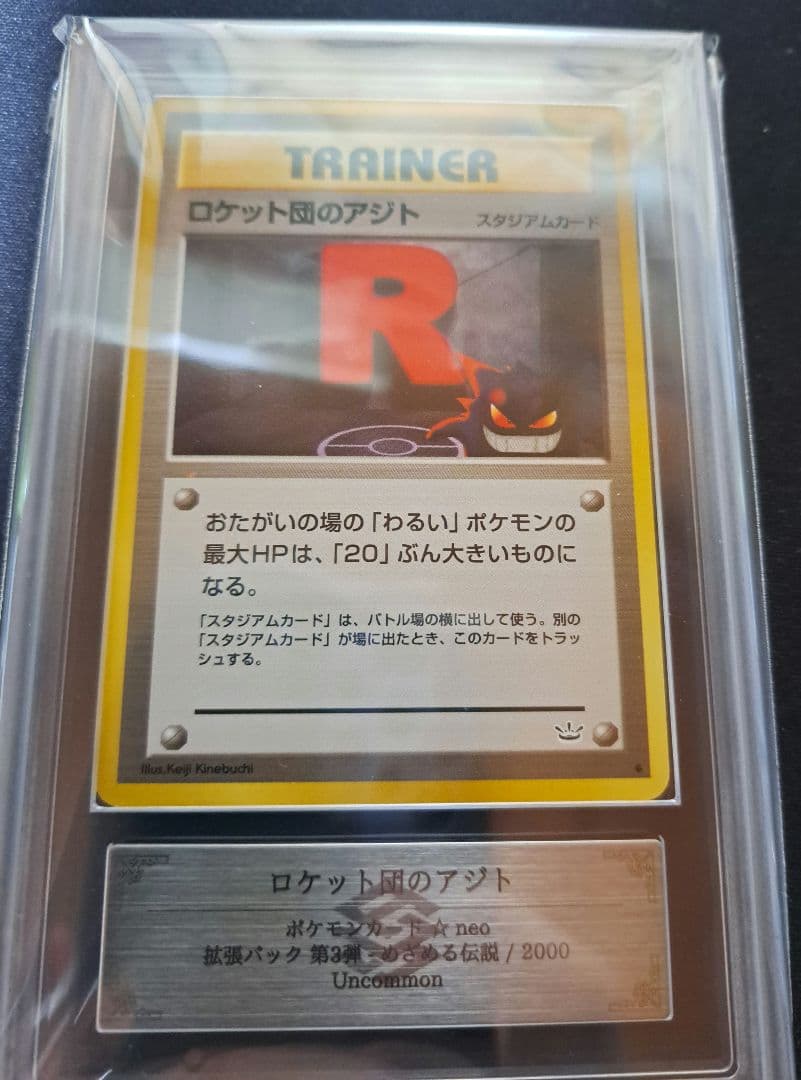 TRAINER
ロケット団のアジト
スタジアムカード
R
おたがいの場の「わるい」ポケモンの
最大HPは、「20」ぶん大きいものに
なる。
「スタジアムカード」は、バトル場の横に出して使う。別の
「スタジアムカード」が場に出たとき、このカードをトラッ
シュする。
Illus.Keiji Kinebuchi
ロケット団のアジト
ポケモンカード☆neo
拡張パック 第3弾 - めざめる伝説 / 2000
Uncommon